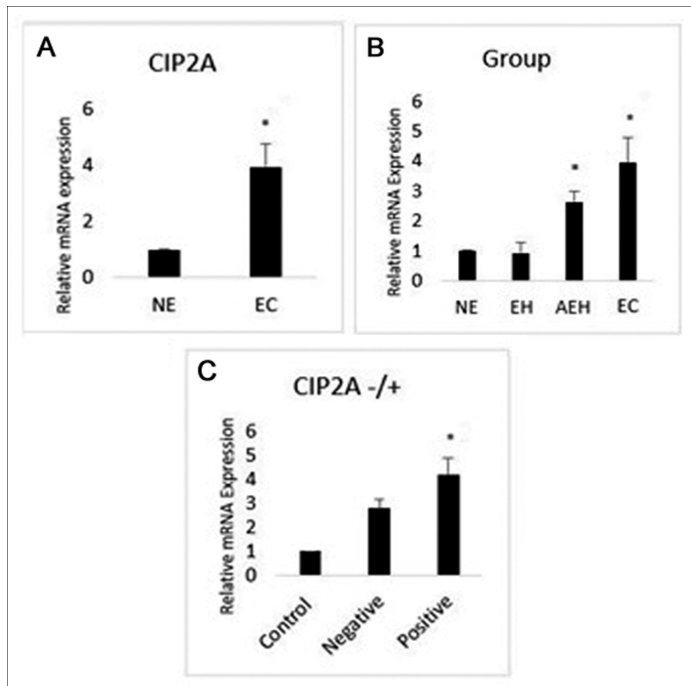 A
CIP2A
Relative mRNA expression
6
4
2
0
*
NE EC
B
Group
Relative mRNA Expression
6
5
4
3
2
1
0
*
*
NE EH AEH EC
C
CIP2A -/+
Relative mRNA Expression
6
5
4
3
2
1
0
*
Control Negative Positive